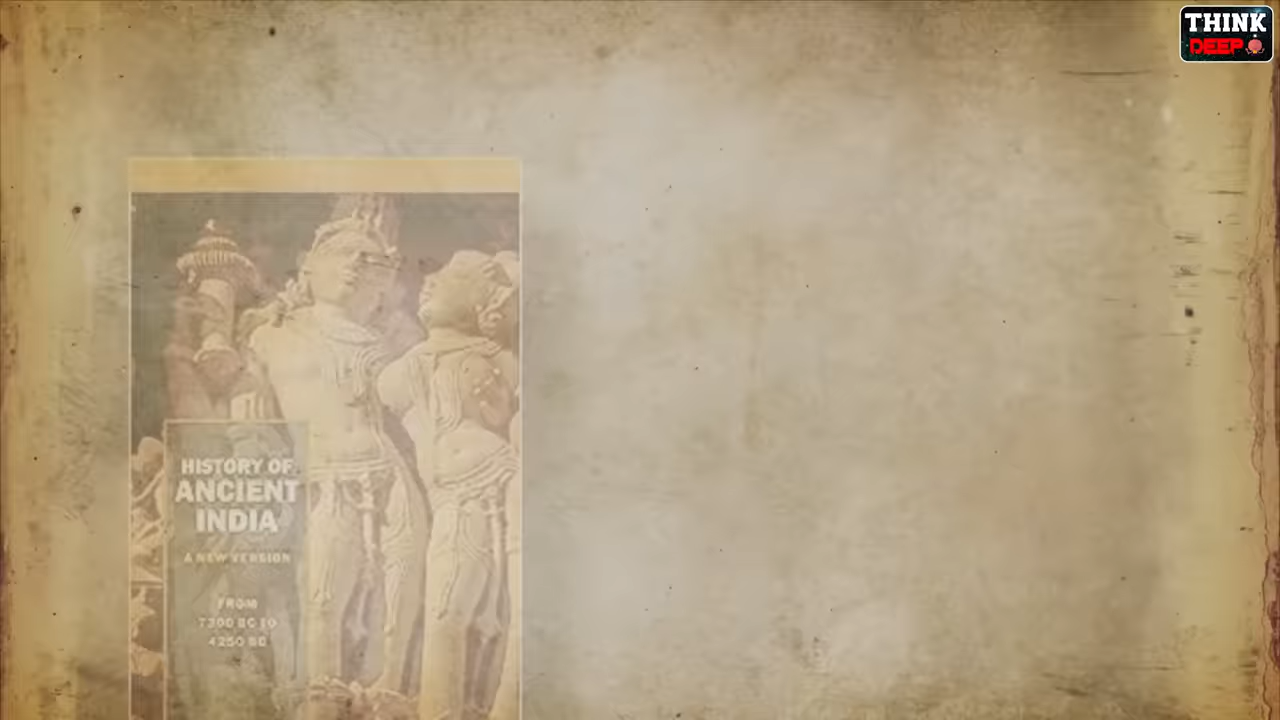 THINK
DEEP
HISTORY OF
ANCIENT
INDIA
A NEW VERSION
FROM
7300 BC TO
4250 BC